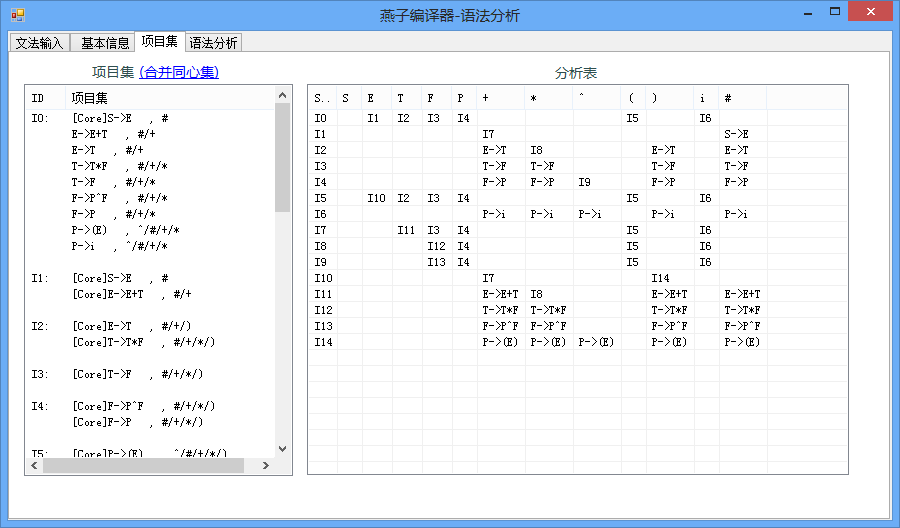 燕子编译器-语法分析
文法输入 基本信息 项目集 语法分析
项目集 (合并同心集)
ID 项目集
I0: [Core]S->E , #
E->E+T , #/+
E->T , #/+
T->T*F , #/+/*
T->F , #/+/*
F->P^F , #/+/*
F->P , #/+/*
P->(E) , ^/#/+/*
P->i , ^/#/+/*
I1: [Core]S->E , #
[Core]E->E+T , #/+
I2: [Core]E->T , #/+/)
[Core]T->T*F , #/+/*/)
I3: [Core]T->F , #/+/*/)
I4: [Core]F->P^F , #/+/*/)
[Core]F->P , #/+/*/)
I5: [Core]P->(E) , ^/#/+/*/)
分析表
S.. S E T F P + * ^ ( ) i #
I0 I1 I2 I3 I4 I5 I6
I1 I7 S->E
I2 E->T I8 E->T E->T
I3 T->F T->F T->F T->F
I4 F->P F->P I9 F->P F->P
I5 I10 I2 I3 I4 I5 I6
I6 P->i P->i P->i P->i P->i
I7 I11 I3 I4 I5 I6
I8 I12 I4 I5 I6
I9 I13 I4 I5 I6
I10 I7 I14
I11 E->E+T I8 E->E+T E->E+T
I12 T->T*F T->T*F T->T*F T->T*F
I13 F->P^F F->P^F F->P^F F->P^F
I14 P->(E) P->(E) P->(E) P->(E) P->(E)